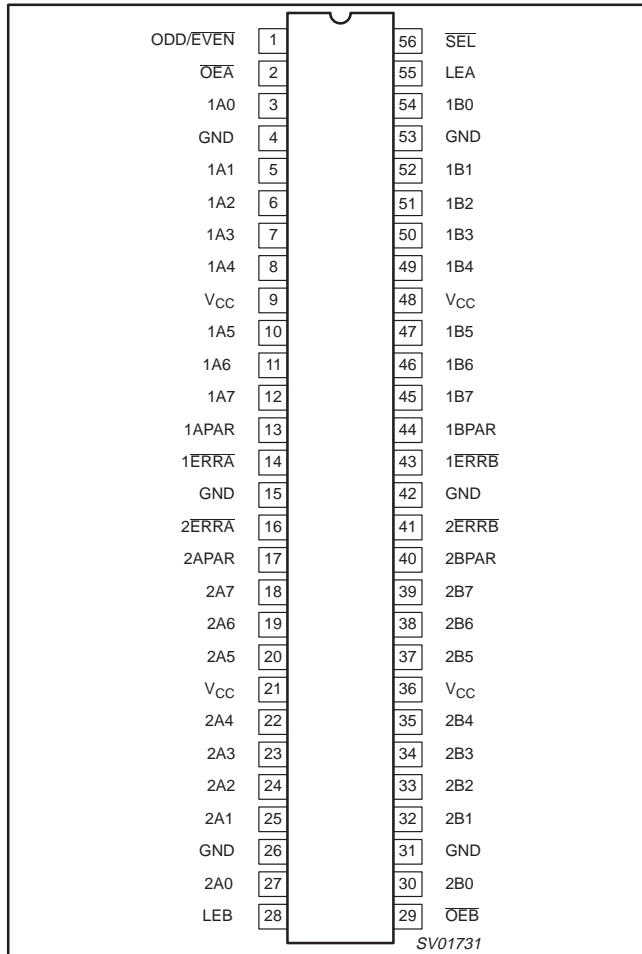 ODD/EVEN 1 56 SEL
OEA 2 55 LEA
1A0 3 54 1B0
GND 4 53 GND
1A1 5 52 1B1
1A2 6 51 1B2
1A3 7 50 1B3
1A4 8 49 1B4
VCC 9 48 VCC
1A5 10 47 1B5
1A6 11 46 1B6
1A7 12 45 1B7
1APAR 13 44 1BPAR
1ERRA 14 43 1ERRB
GND 15 42 GND
2ERRA 16 41 2ERRB
2APAR 17 40 2BPAR
2A7 18 39 2B7
2A6 19 38 2B6
2A5 20 37 2B5
VCC 21 36 VCC
2A4 22 35 2B4
2A3 23 34 2B3
2A2 24 33 2B2
2A1 25 32 2B1
GND 26 31 GND
2A0 27 30 2B0
LEB 28 29 OEB
SV01731